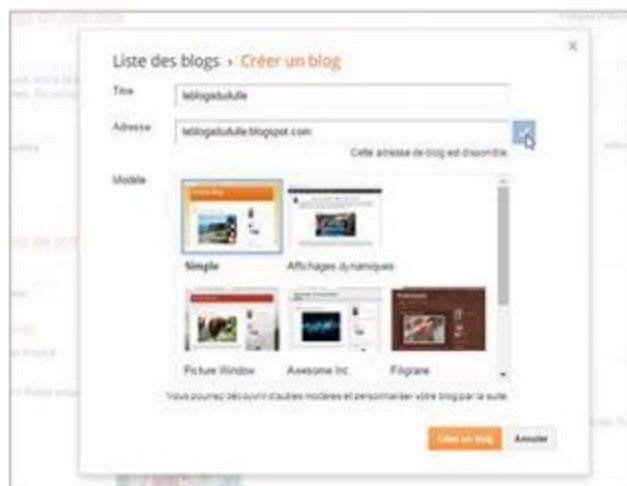 Liste des blogs › Créer un blog
Titre
leblogadudulle
Adresse
leblogadudulle.blogspot.com
Cette adresse de blog est disponible.
Modèle
Simple
Affichages dynamiques
Picture Window
Awesome Inc.
Filigrane
Vous pourrez découvrir d'autres modèles et personnaliser votre blog par la suite.
Créer un blog
Annuler